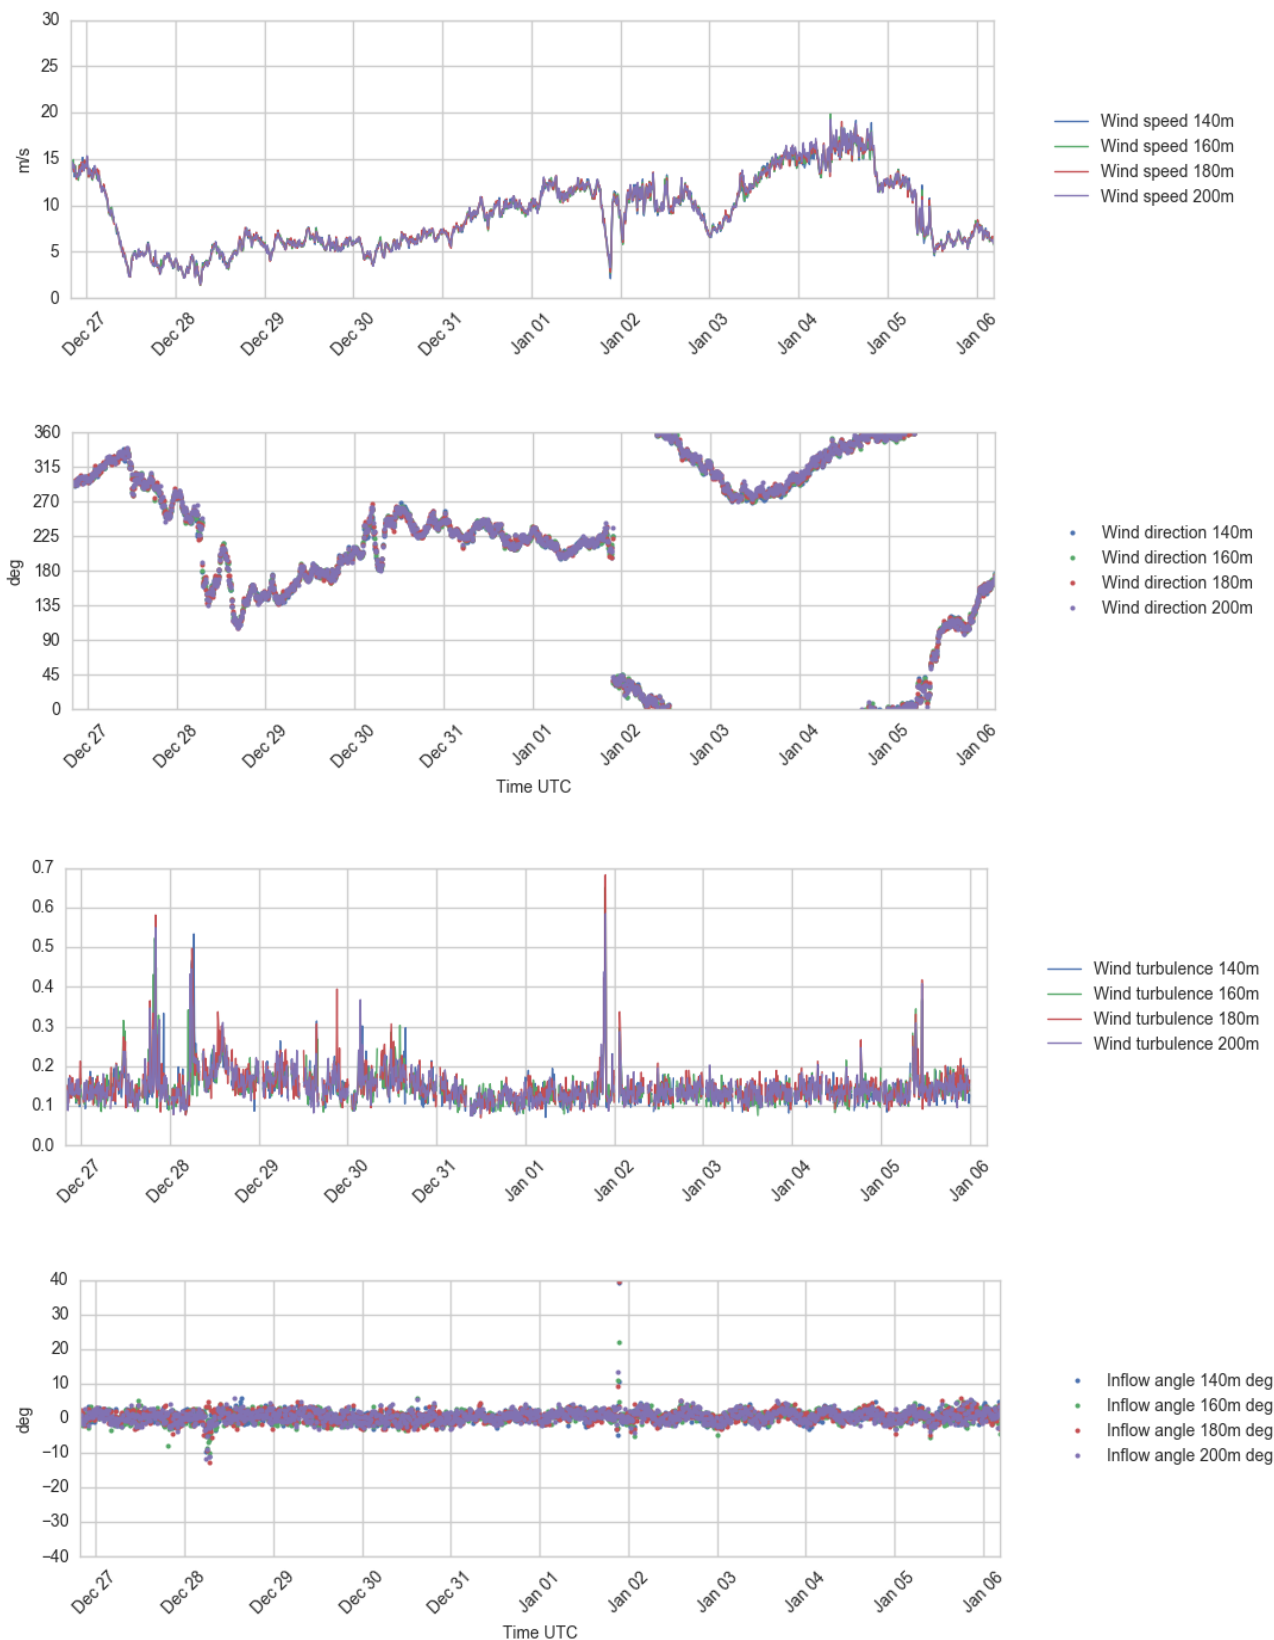 30
25
20
15
10
5
0
m/s
Dec 27
Dec 28
Dec 29
Dec 30
Dec 31
Jan 01
Jan 02
Jan 03
Jan 04
Jan 05
Jan 06
Wind speed 140m
Wind speed 160m
Wind speed 180m
Wind speed 200m
360
315
270
225
180
135
90
45
0
deg
Dec 27
Dec 28
Dec 29
Dec 30
Dec 31
Jan 01
Jan 02
Jan 03
Jan 04
Jan 05
Jan 06
Time UTC
Wind direction 140m
Wind direction 160m
Wind direction 180m
Wind direction 200m
0.7
0.6
0.5
0.4
0.3
0.2
0.1
0.0
Dec 27
Dec 28
Dec 29
Dec 30
Dec 31
Jan 01
Jan 02
Jan 03
Jan 04
Jan 05
Jan 06
Wind turbulence 140m
Wind turbulence 160m
Wind turbulence 180m
Wind turbulence 200m
40
30
20
10
0
−10
−20
−30
−40
deg
Dec 27
Dec 28
Dec 29
Dec 30
Dec 31
Jan 01
Jan 02
Jan 03
Jan 04
Jan 05
Jan 06
Time UTC
Inflow angle 140m deg
Inflow angle 160m deg
Inflow angle 180m deg
Inflow angle 200m deg